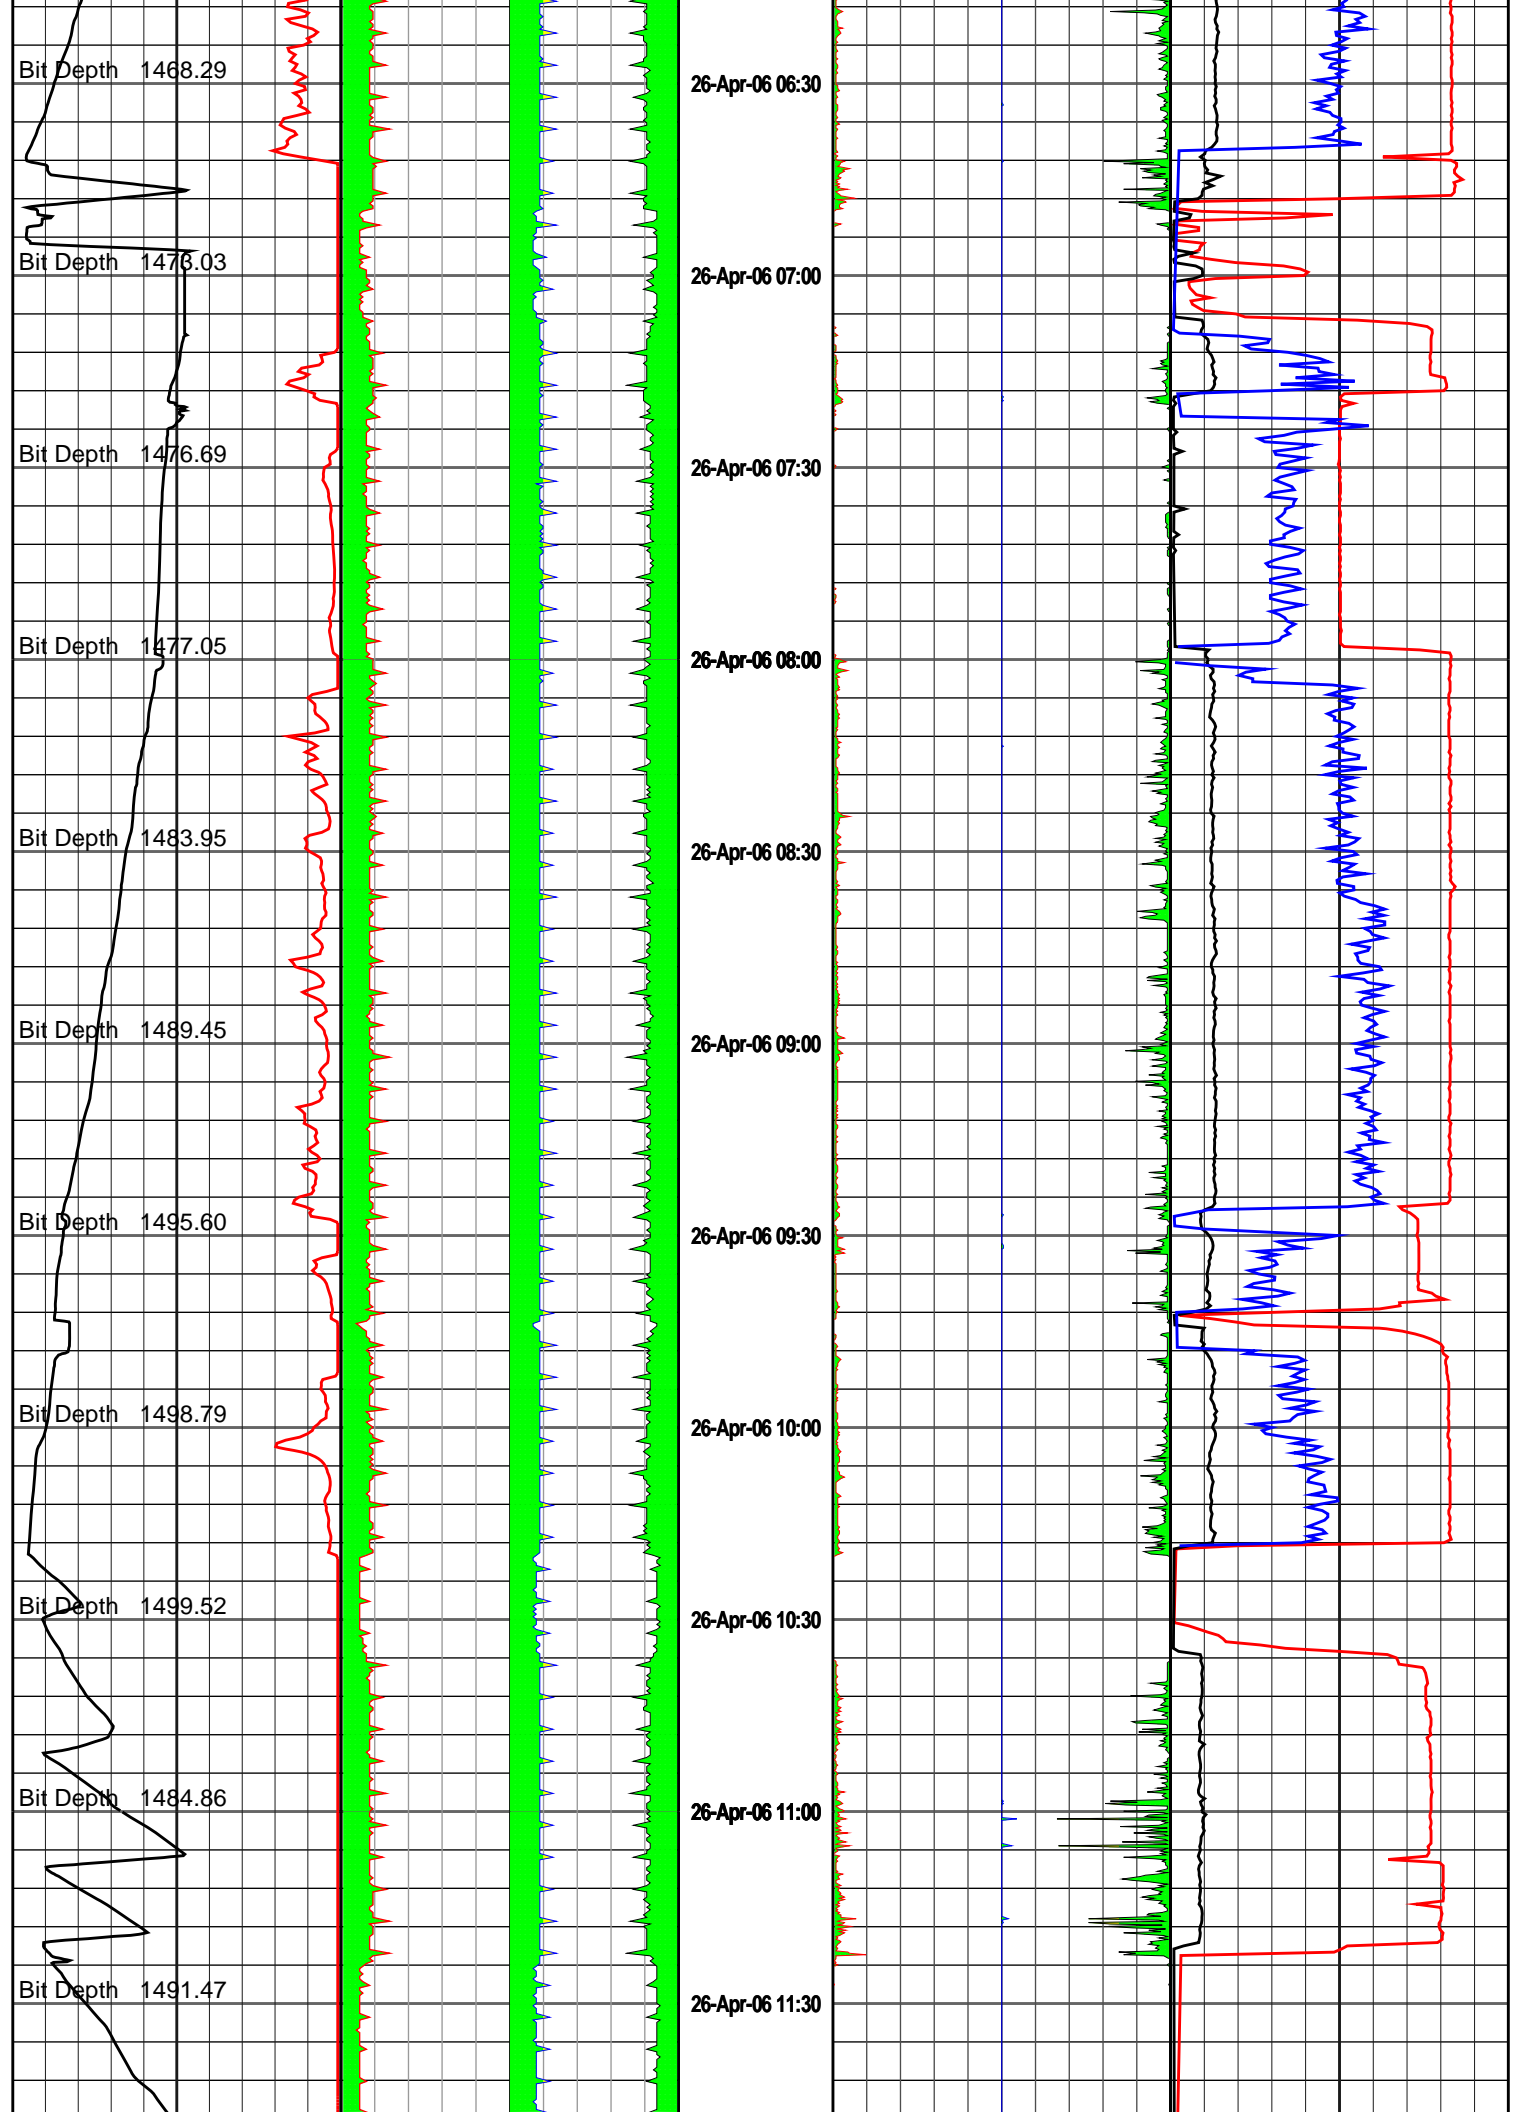 Bit Depth 1468.29 26-Apr-06 06:30
Bit Depth 1473.03 26-Apr-06 07:00
Bit Depth 1476.69 26-Apr-06 07:30
Bit Depth 1477.05 26-Apr-06 08:00
Bit Depth 1483.95 26-Apr-06 08:30
Bit Depth 1489.45 26-Apr-06 09:00
Bit Depth 1495.60 26-Apr-06 09:30
Bit Depth 1498.79 26-Apr-06 10:00
Bit Depth 1499.52 26-Apr-06 10:30
Bit Depth 1484.86 26-Apr-06 11:00
Bit Depth 1491.47 26-Apr-06 11:30